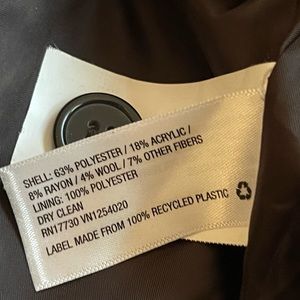 SHELL: 63% POLYESTER / 18% ACRYLIC /
8% RAYON / 4% WOOL / 7% OTHER FIBERS
LINING: 100% POLYESTER
DRY CLEAN
RN17730 VN1254020
LABEL MADE FROM 100% RECYCLED PLASTIC